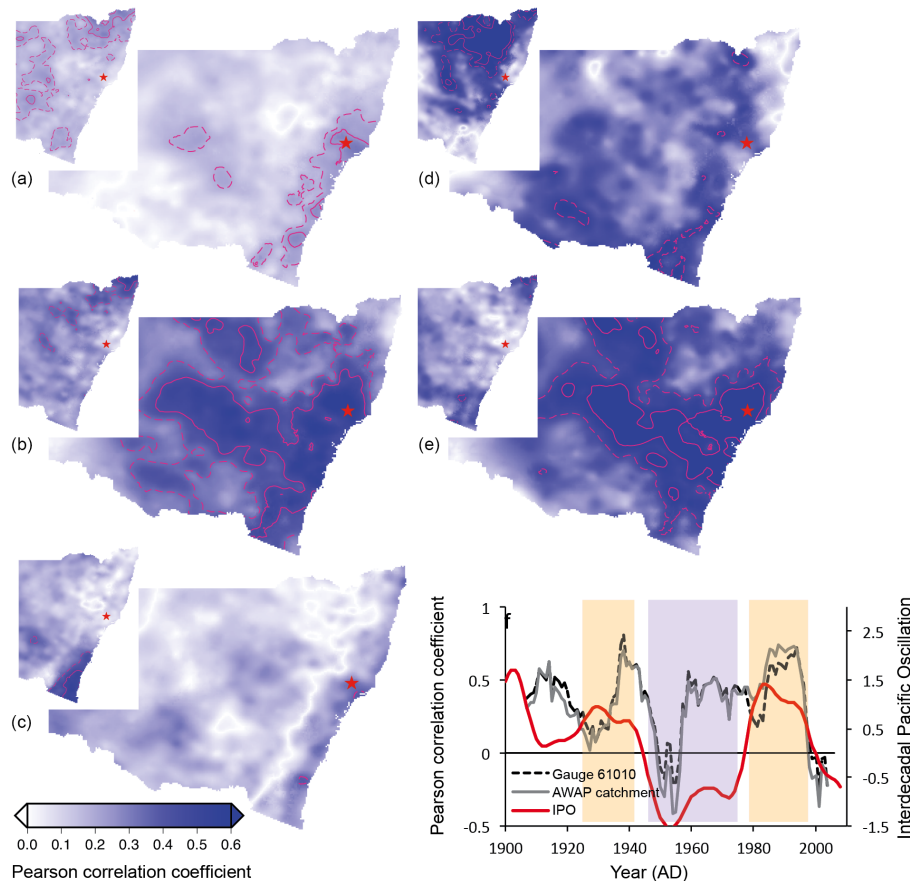 (a)
(d)
(b)
(e)
(c)
0.0 0.1 0.2 0.3 0.4 0.5 0.6
Pearson correlation coefficient
f
Pearson correlation coefficient
1
0.5
0
-0.5
Gauge 61010
AWAP catchment
IPO
2.5
1.5
0.5
-0.5
-1.5
Interdecadal Pacific Oscillation
1900 1920 1940 1960 1980 2000
Year (AD)